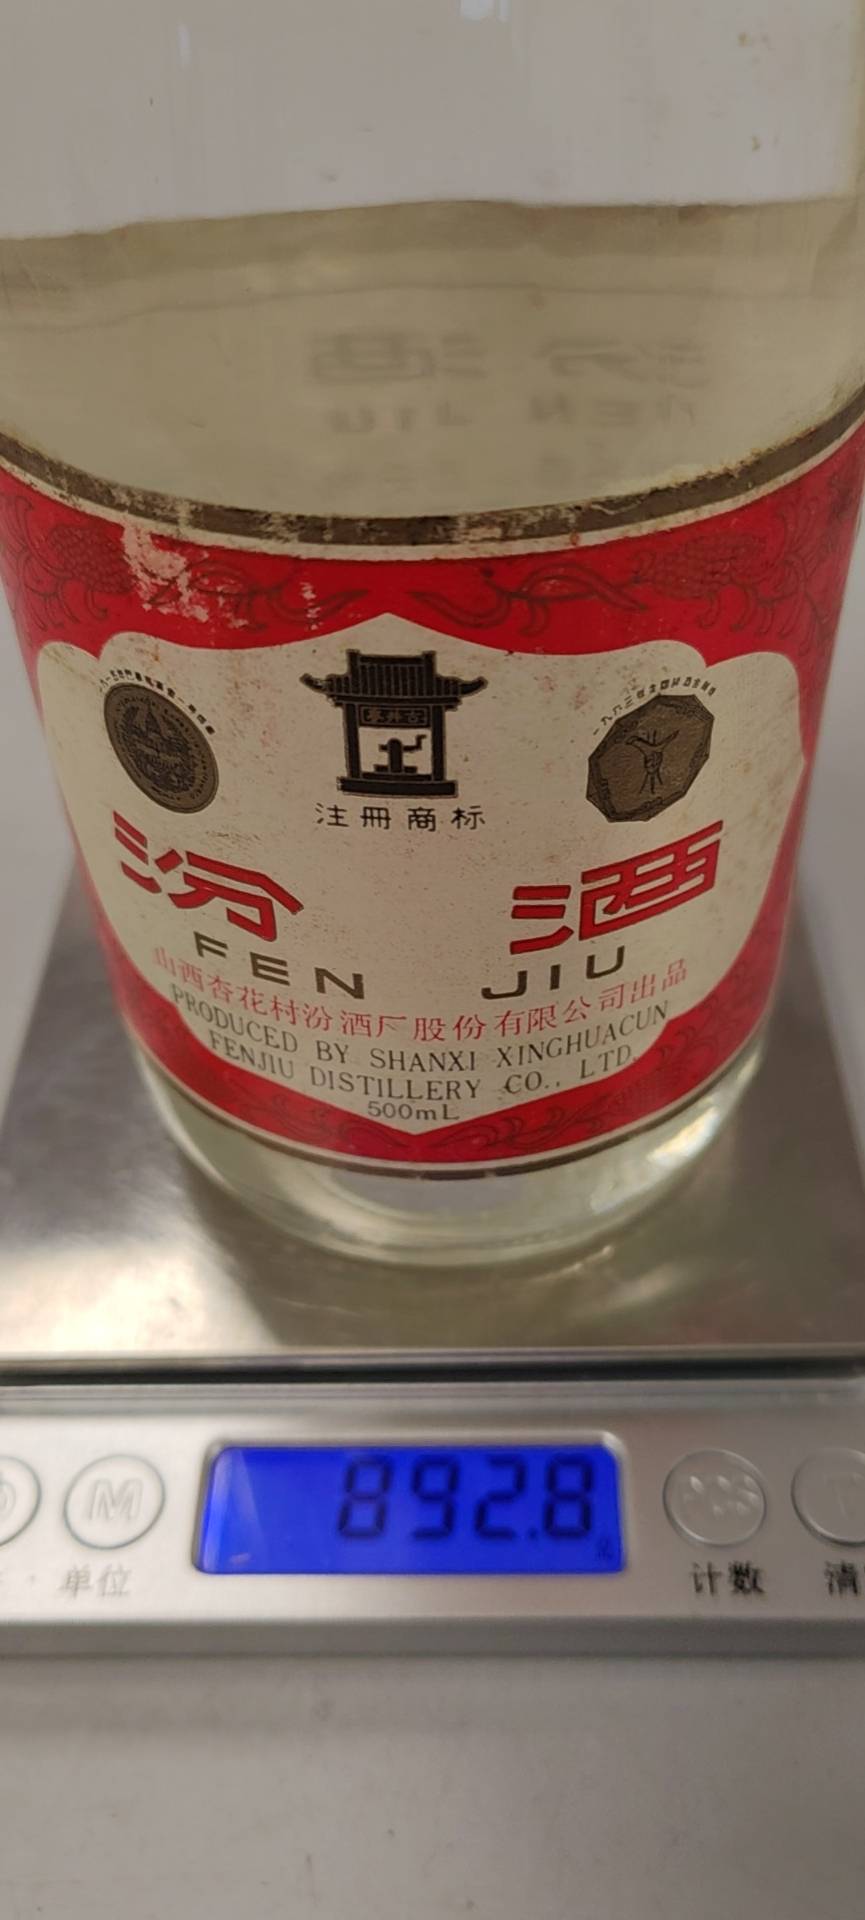 注冊商标
汾酒
FEN JIU
山西杏花村汾酒厂股份有限公司出品
PRODUCED BY SHANXI XINGHUACUN
FENJIU DISTILLERY CO., LTD.
500mL
892.8
M
单位
计数
清